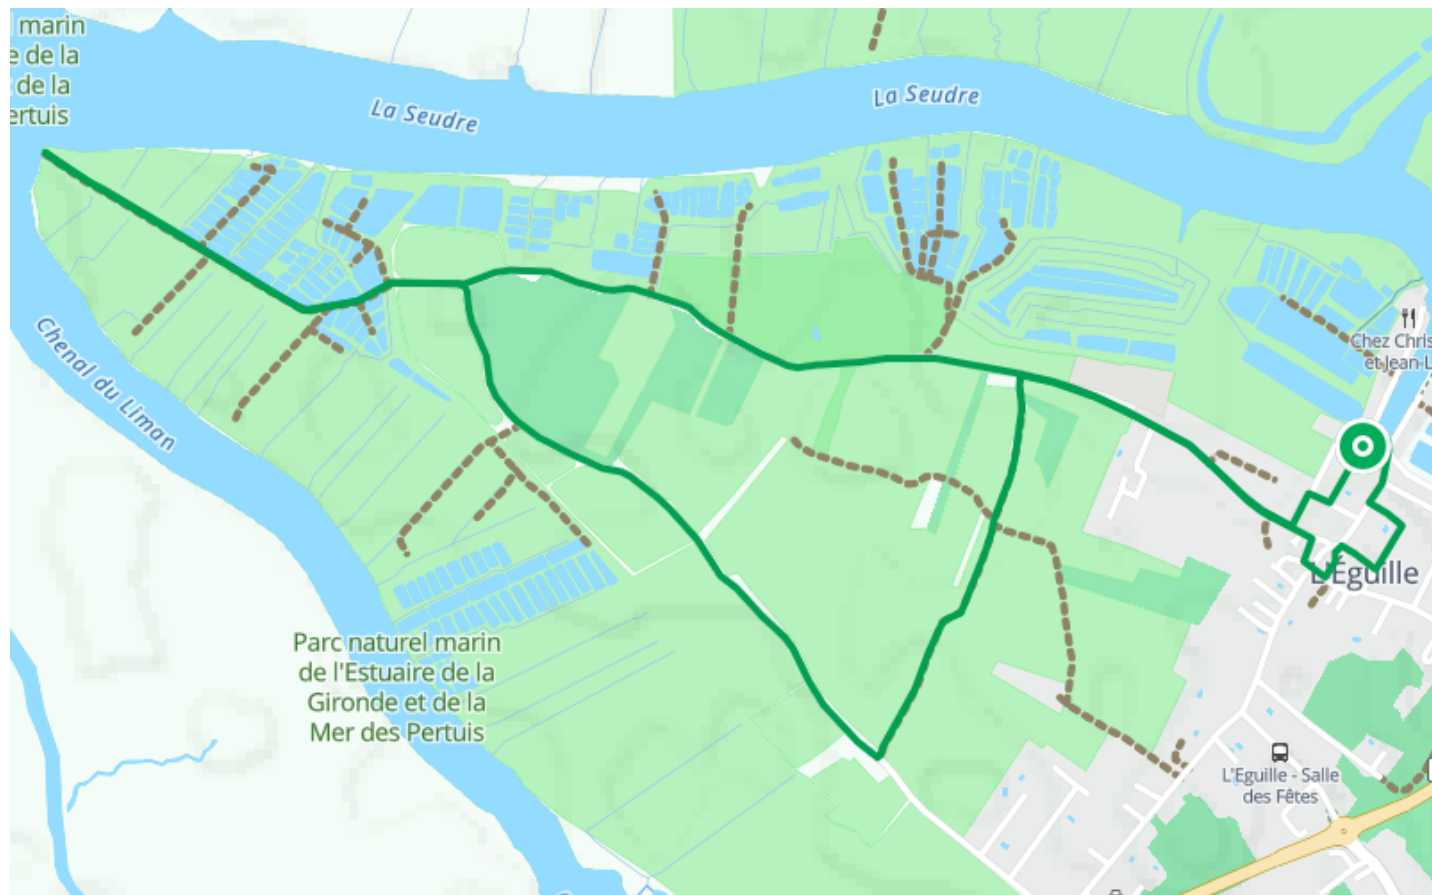 marin
e de la
de la
ertuis
La Seudre
La Seudre
Chenal du Liman
Chez Chris
et Jean-L
L'Éguille
Parc naturel marin
de l'Estuaire de la
Gironde et de la
Mer des Pertuis
L'Eguille - Salle
des Fêtes